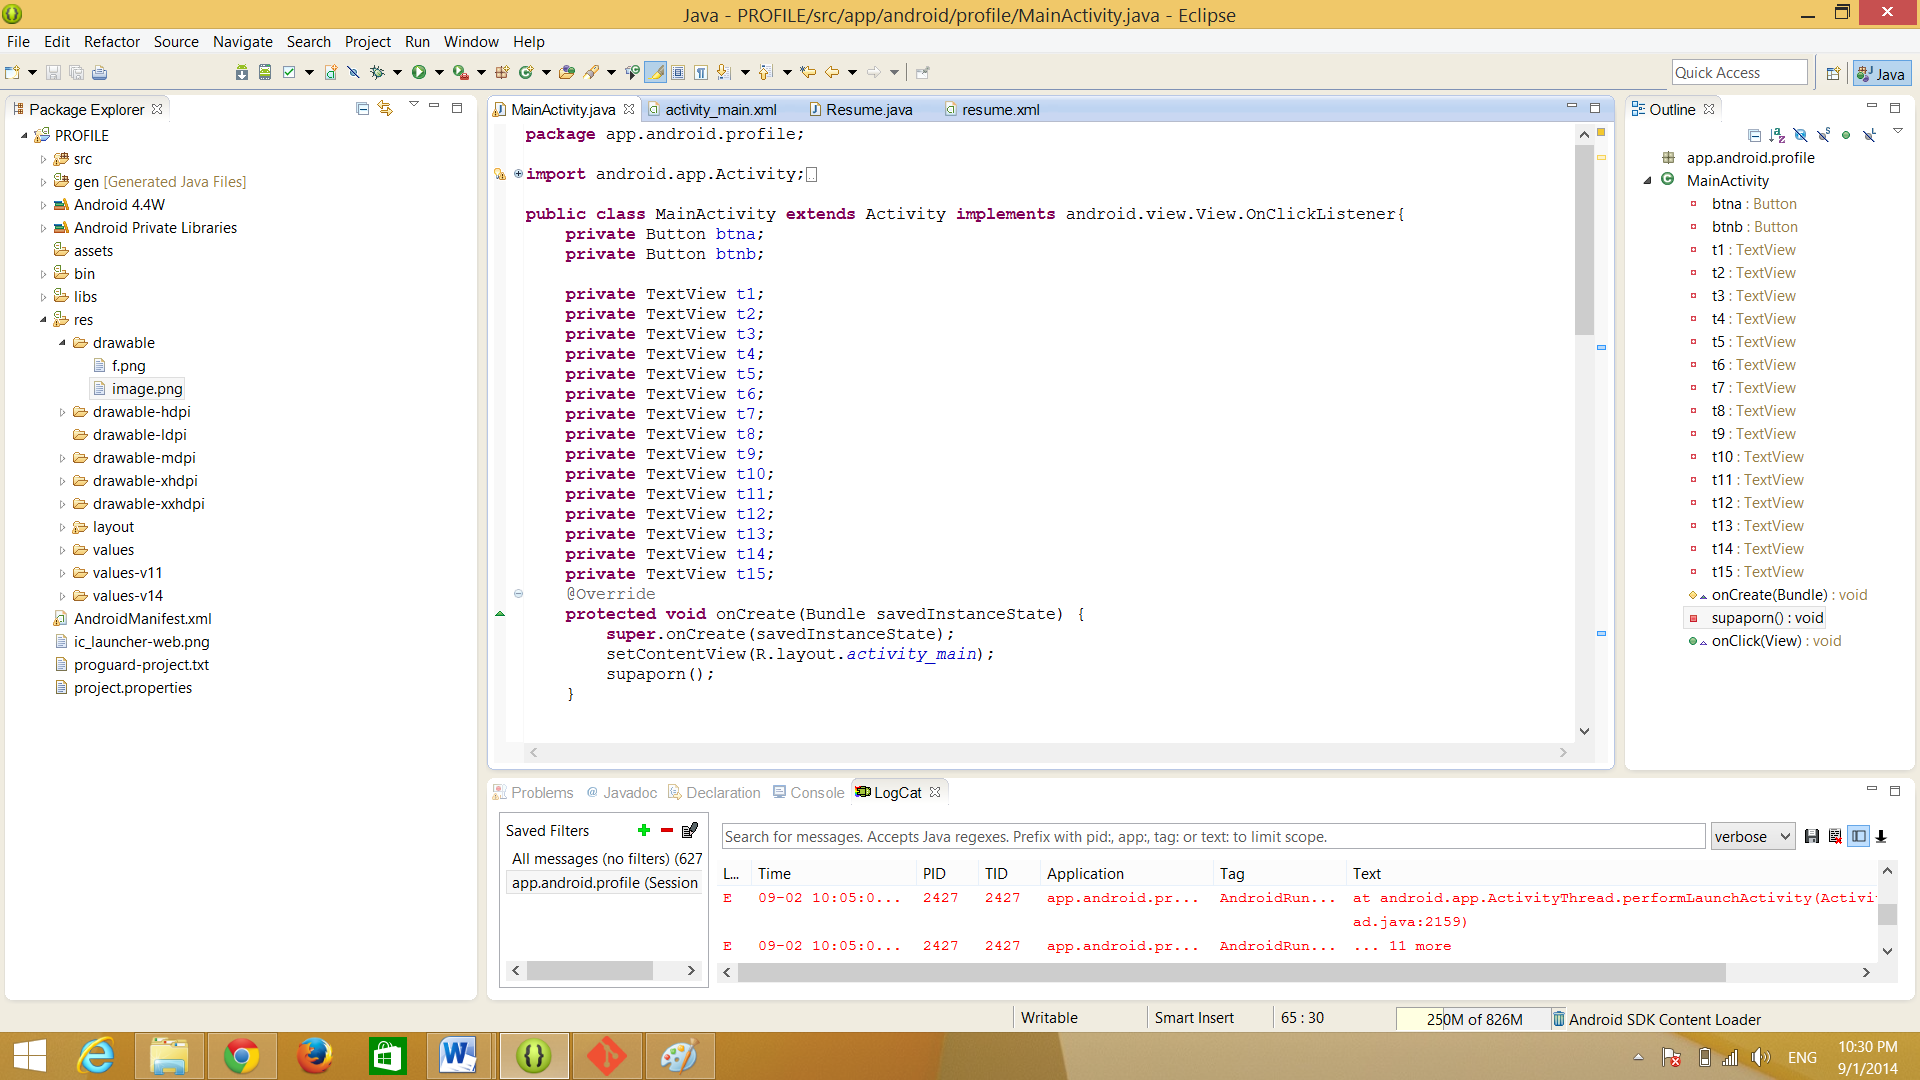 Java - PROFILE/src/app/android/profile/MainActivity.java - Eclipse
File Edit Refactor Source Navigate Search Project Run Window Help
Quick Access
Java
Package Explorer
PROFILE
src
gen [Generated Java Files]
Android 4.4W
Android Private Libraries
assets
bin
libs
res
drawable
f.png
image.png
drawable-hdpi
drawable-ldpi
drawable-mdpi
drawable-xhdpi
drawable-xxhdpi
layout
values
values-v11
values-v14
AndroidManifest.xml
ic_launcher-web.png
proguard-project.txt
project.properties
MainActivity.java activity_main.xml Resume.java resume.xml
package app.android.profile;
import android.app.Activity;
public class MainActivity extends Activity implements android.view.View.OnClickListener{
private Button btna;
private Button btnb;
private TextView t1;
private TextView t2;
private TextView t3;
private TextView t4;
private TextView t5;
private TextView t6;
private TextView t7;
private TextView t8;
private TextView t9;
private TextView t10;
private TextView t11;
private TextView t12;
private TextView t13;
private TextView t14;
private TextView t15;
@Override
protected void onCreate(Bundle savedInstanceState) {
super.onCreate(savedInstanceState);
setContentView(R.layout.activity_main);
supaporn();
}
Outline
app.android.profile
MainActivity
btna : Button
btnb : Button
t1 : TextView
t2 : TextView
t3 : TextView
t4 : TextView
t5 : TextView
t6 : TextView
t7 : TextView
t8 : TextView
t9 : TextView
t10 : TextView
t11 : TextView
t12 : TextView
t13 : TextView
t14 : TextView
t15 : TextView
onCreate(Bundle) : void
supaporn() : void
onClick(View) : void
Problems @ Javadoc Declaration Console LogCat
Saved Filters
All messages (no filters) (627
app.android.profile (Session
Search for messages. Accepts Java regexes. Prefix with pid:, app:, tag: or text: to limit scope.
verbose
L... Time PID TID Application Tag Text
E 09-02 10:05:0... 2427 2427 app.android.pr... AndroidRun... at android.app.ActivityThread.performLaunchActivity(Activi
ad.java:2159)
E 09-02 10:05:0... 2427 2427 app.android.pr... AndroidRun... ... 11 more
Writable Smart Insert 65 : 30 250M of 826M Android SDK Content Loader
ENG
10:30 PM
9/1/2014